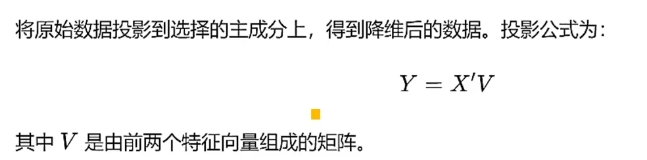 将原始数据投影到选择的主成分上，得到降维后的数据。投影公式为：
Y = X′V
其中 V 是由前两个特征向量组成的矩阵。